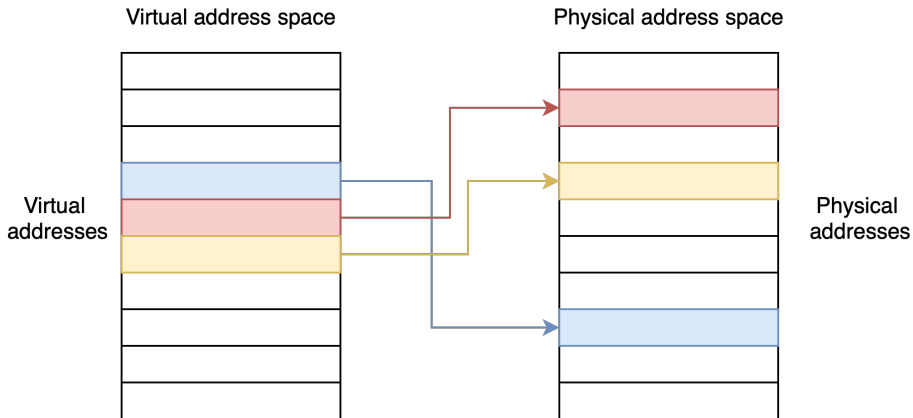 Virtual address space
Physical address space
Virtual
addresses
Physical
addresses